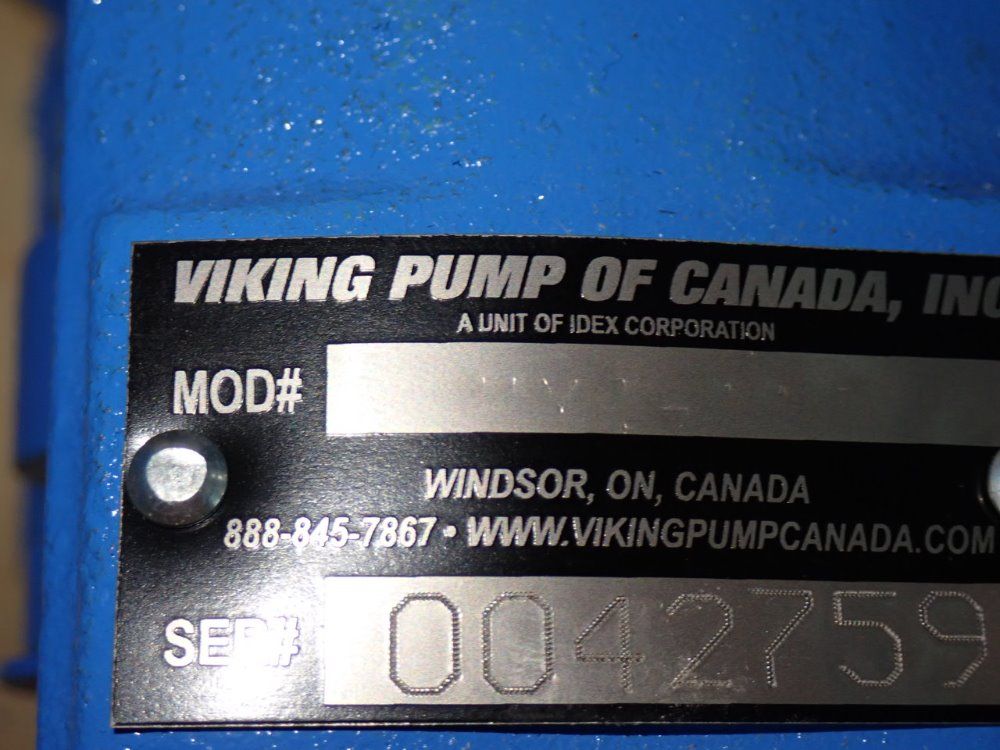 VIKING PUMP OF CANADA, INC
A UNIT OF IDEX CORPORATION
MOD#
WINDSOR, ON, CANADA
888-845-7867 • WWW.VIKINGPUMPCANADA.COM
SER# 0042759